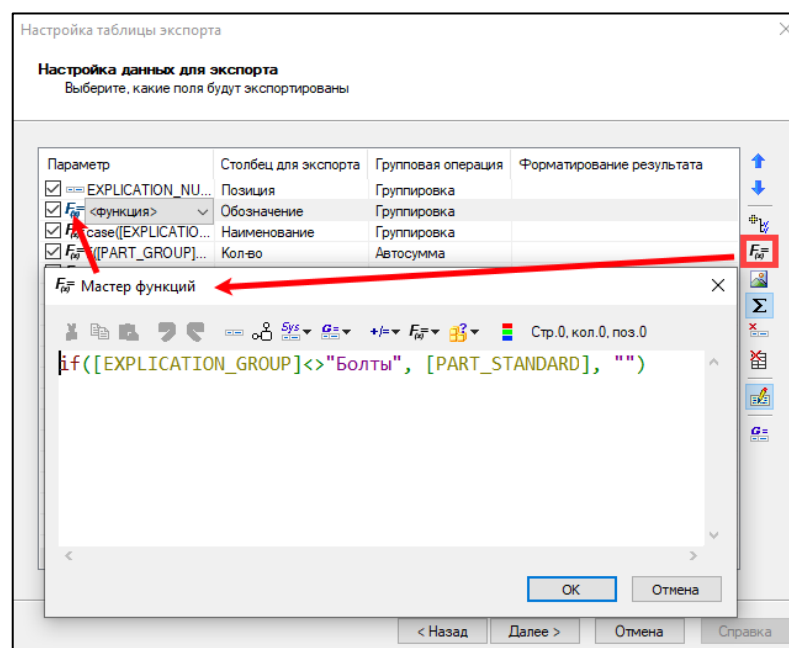 Настройка таблицы экспорта
Настройка данных для экспорта
Выберите, какие поля будут экспортированы
Параметр Столбец для экспорта Групповая операция Форматирование результата
EXPLICATION_NU... Позиция Группировка
<функция> Обозначение Группировка
case([EXPLICATIO... Наименование Группировка
([PART_GROUP]... Кол-во Автосумма
Мастер функций
Стр.0, кол.0, поз.0
if([EXPLICATION_GROUP]<>"Болты", [PART_STANDARD], "")
OK Отмена
< Назад Далее > Отмена Справка